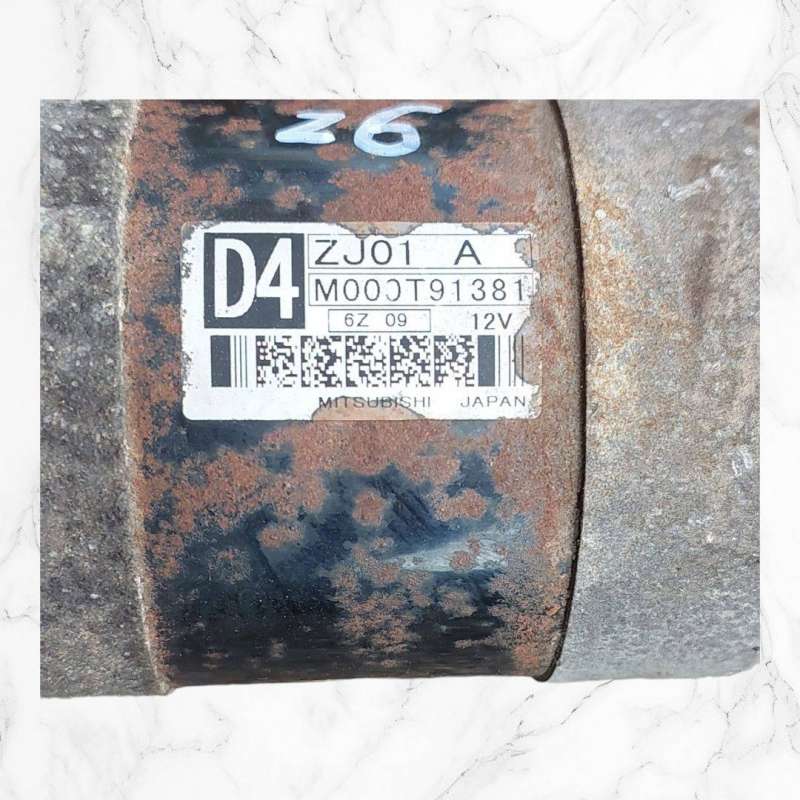 Z6
D4
ZJ01 A
M000T91381
6Z 09 12V
MITSUBISHI JAPAN